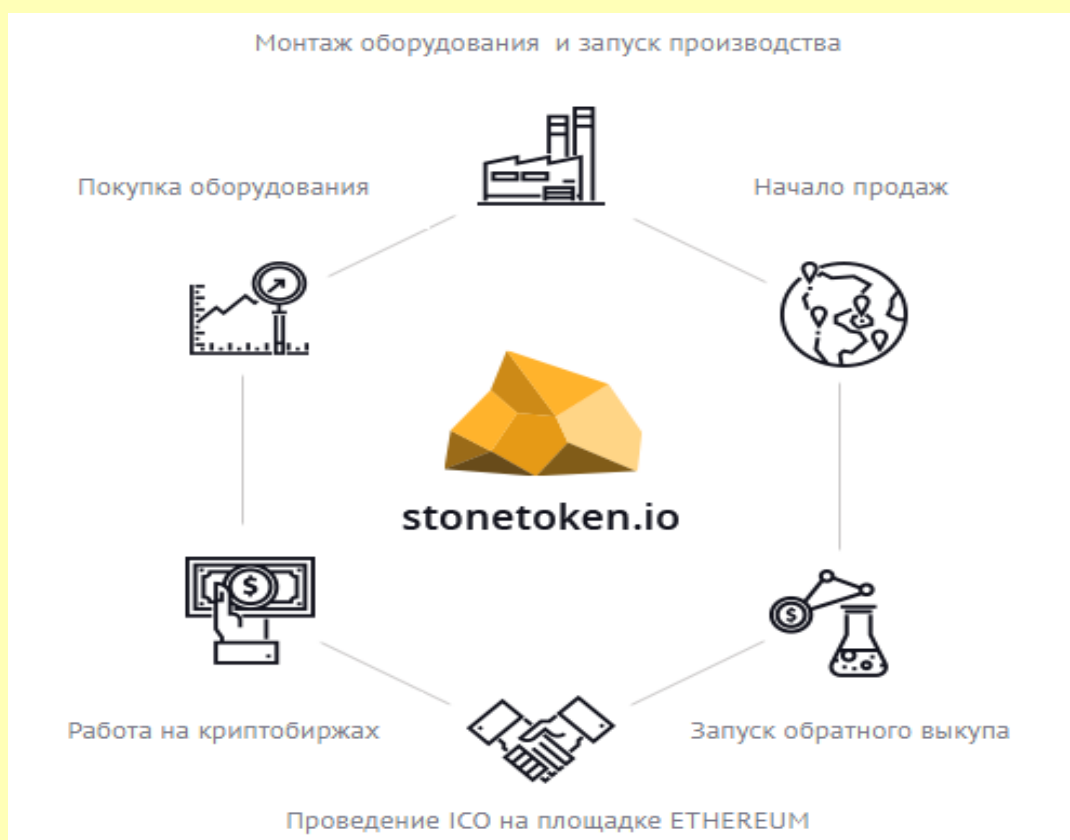 Монтаж оборудования и запуск производства
Покупка оборудования
Начало продаж
stonetoken.io
Работа на криптобиржах
Запуск обратного выкупа
Проведение ICO на площадке ETHEREUM